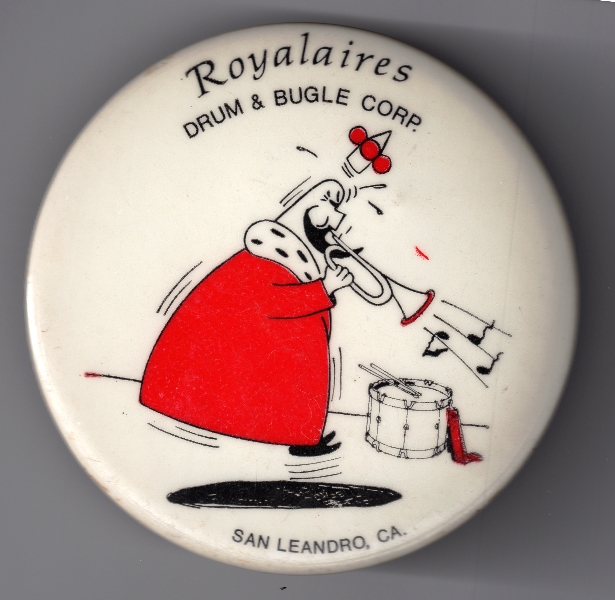 Royalaires
DRUM & BUGLE CORP.
SAN LEANDRO, CA.